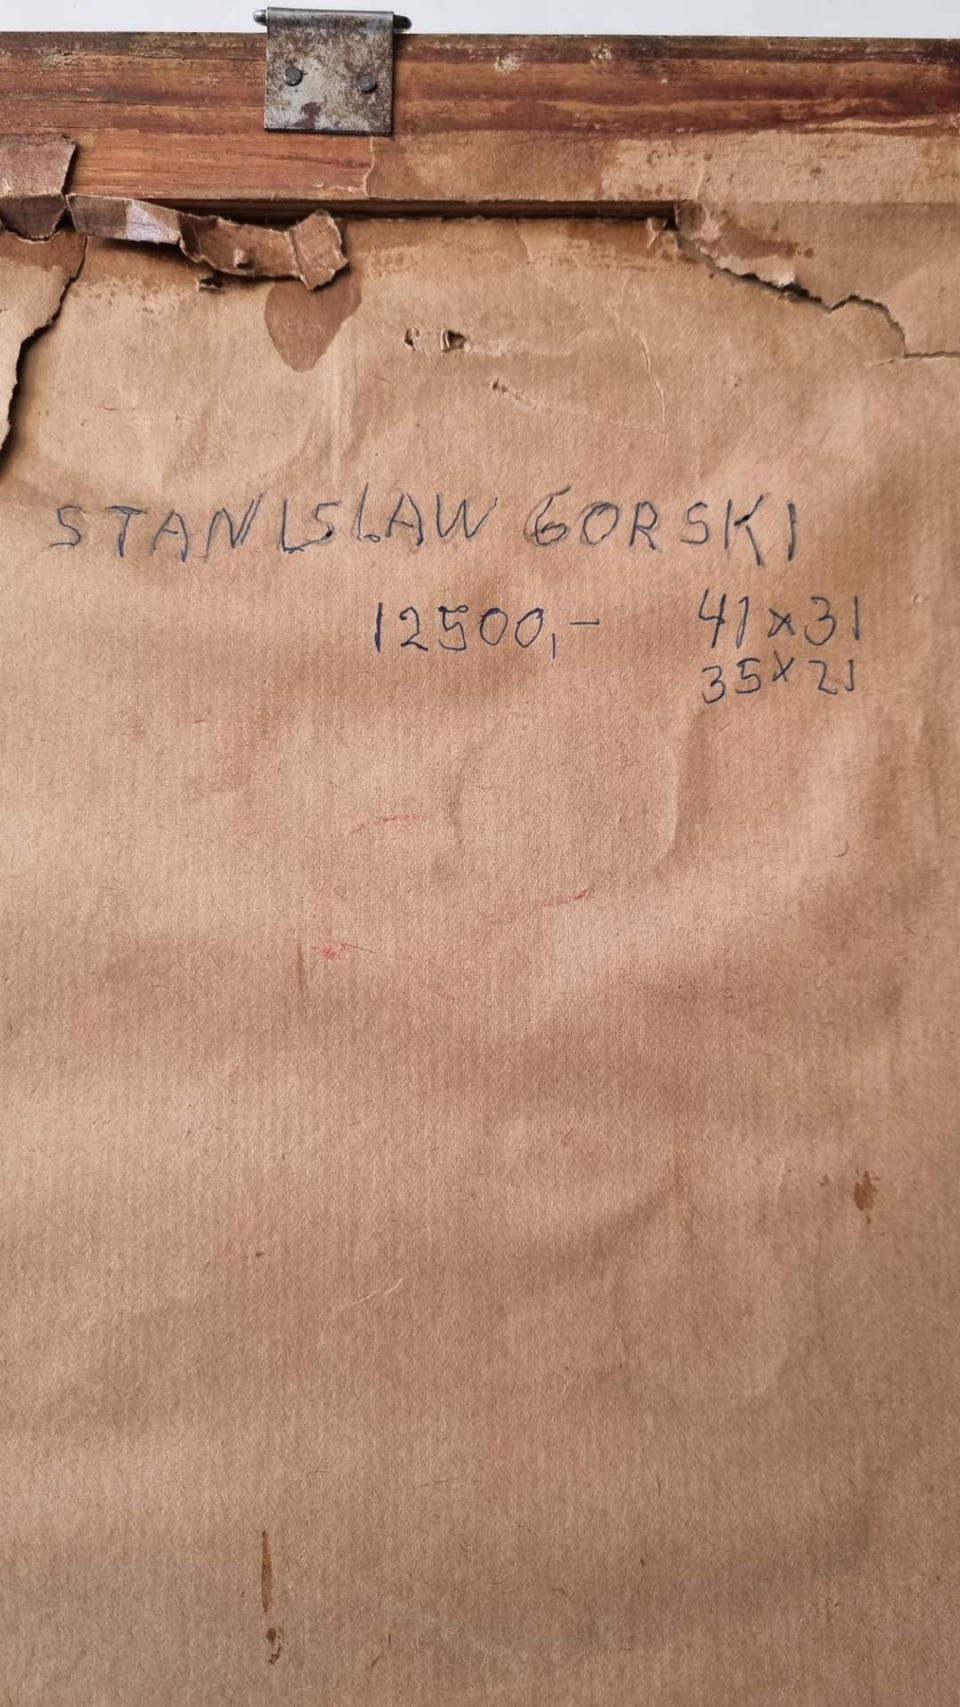 STANISLAW GORSKI
12500,- 41x31
35x21